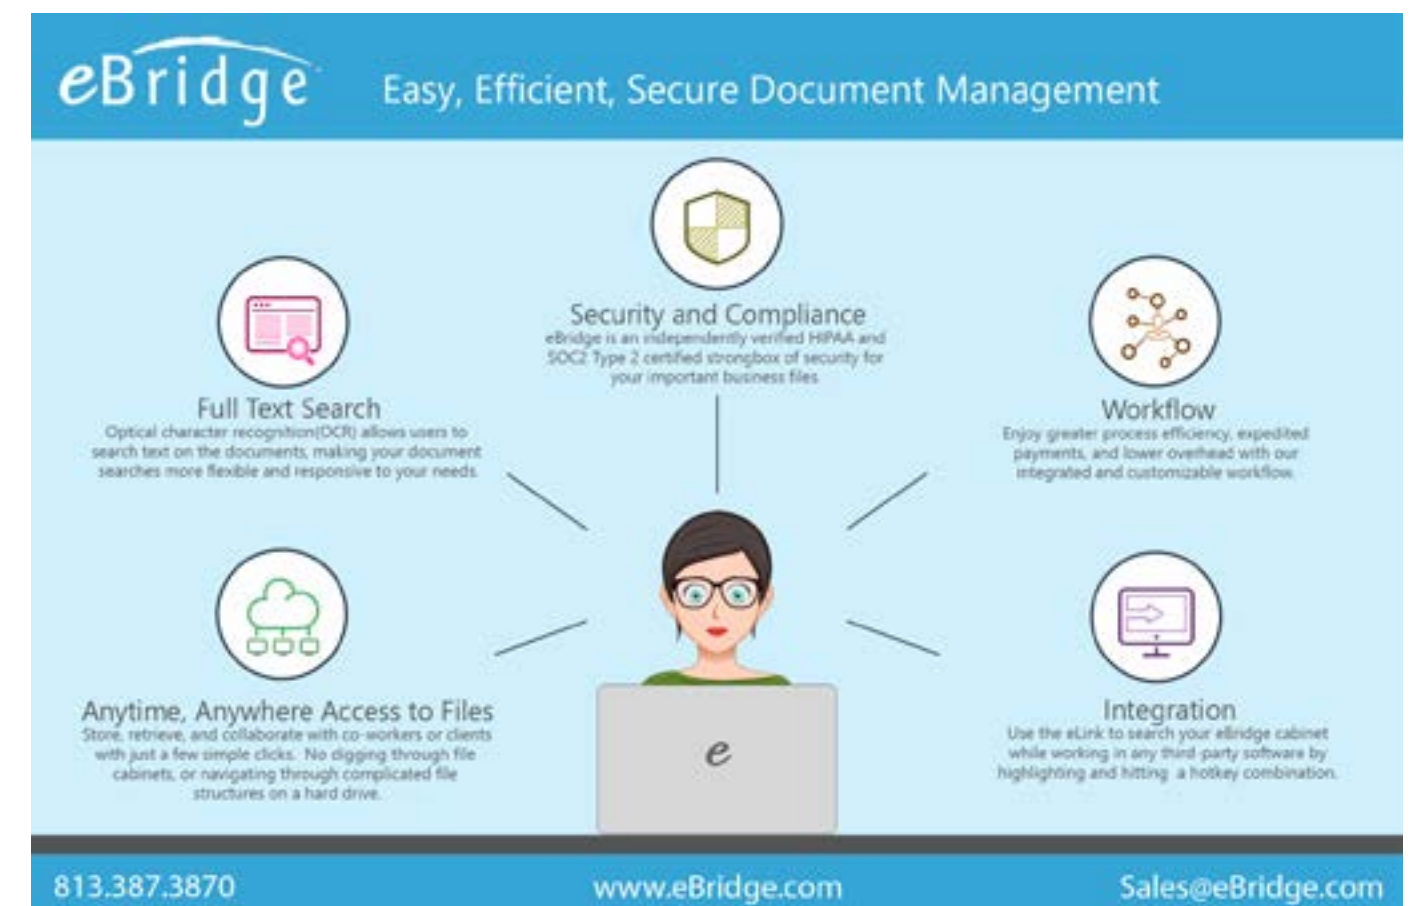 eBridge
Easy, Efficient, Secure Document Management
Security and Compliance
eBridge is an independently verified HIPAA and
SOC2 Type 2 certified strongbox of security for
your important business files.
Full Text Search
Optical character recognition(OCR) allows users to
search text on the documents, making your document
searches more flexible and responsive to your needs.
Workflow
Enjoy greater process efficiency, expedited
payments, and lower overhead with our
integrated and customizable workflow.
Anytime, Anywhere Access to Files
Store, retrieve, and collaborate with co-workers or clients
with just a few simple clicks. No digging through file
cabinets, or navigating through complicated file
structures on a hard drive.
Integration
Use the eLink to search your eBridge cabinet
while working in any third-party software by
highlighting and hitting a hotkey combination.
e
813.387.3870
www.eBridge.com
Sales@eBridge.com